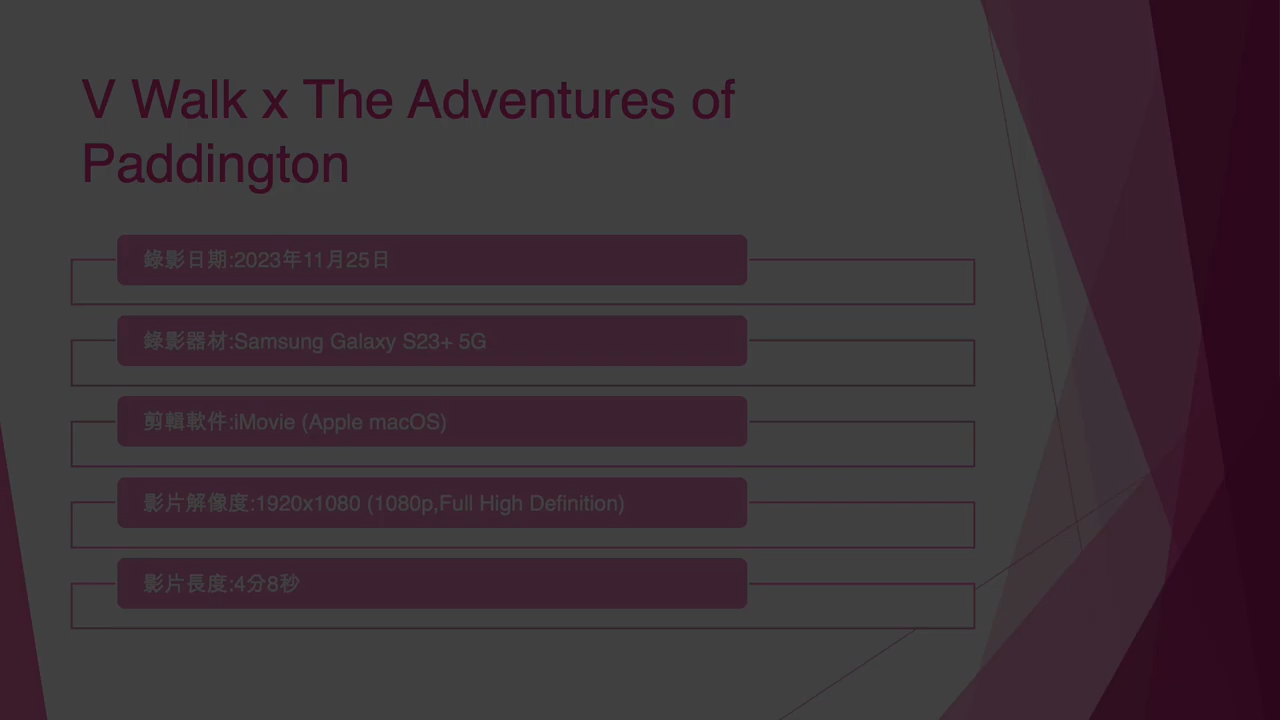 V Walk x The Adventures of
Paddington
錄影日期:2023年11月25日
錄影器材:Samsung Galaxy S23+ 5G
剪輯軟件:iMovie (Apple macOS)
影片解像度:1920x1080 (1080p,Full High Definition)
影片長度:4分8秒